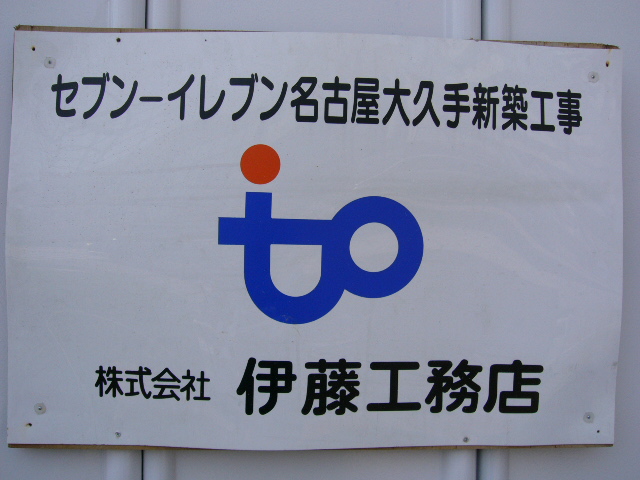 セブン-イレブン名古屋大久手新築工事
ito
株式会社 伊藤工務店